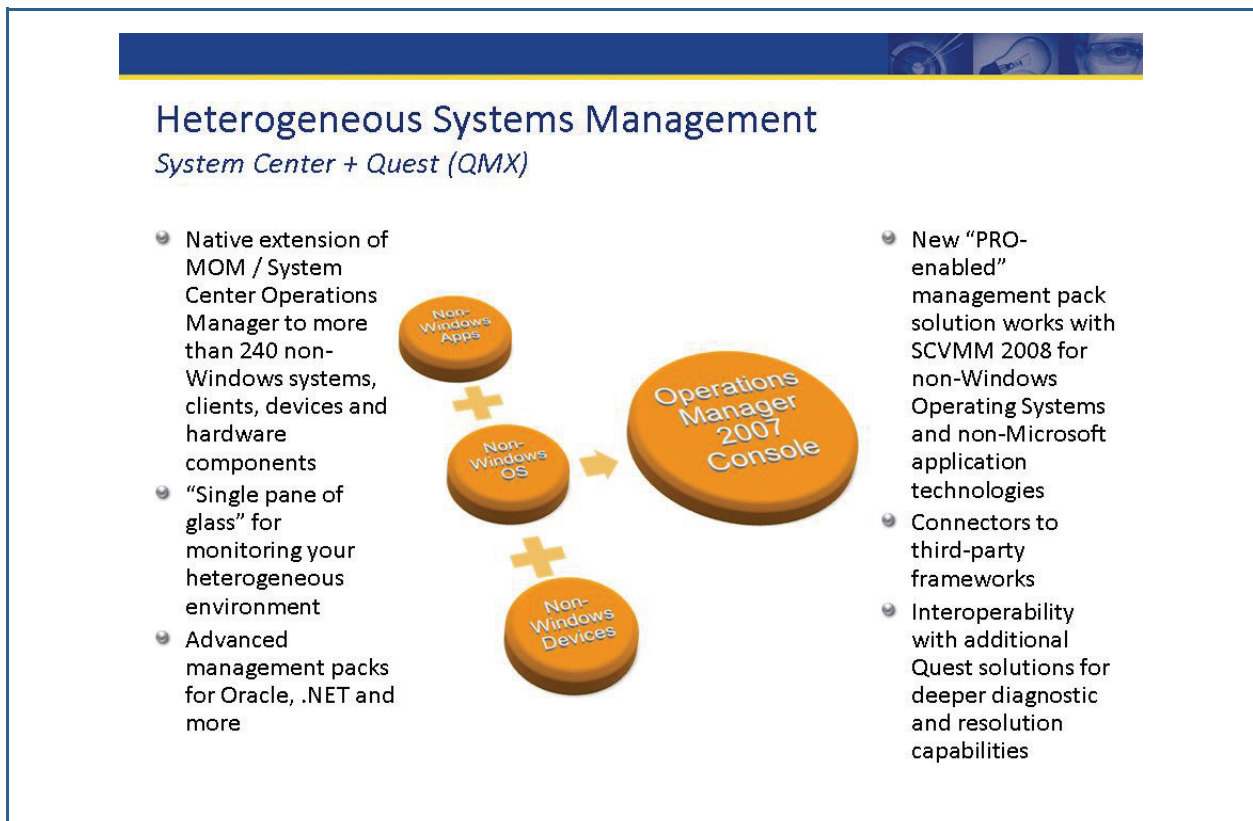 Heterogeneous Systems Management
System Center + Quest (QMX)
Native extension of
MOM / System
Center Operations
Manager to more
than 240 non-
Windows systems,
clients, devices and
hardware
components
“Single pane of
glass” for
monitoring your
heterogeneous
environment
Advanced
management packs
for Oracle, .NET and
more
Non-
Windows
Apps
Non-
Windows
OS
Non-
Windows
Devices
Operations
Manager
2007
Console
New “PRO-
enabled”
management pack
solution works with
SCVMM 2008 for
non-Windows
Operating Systems
and non-Microsoft
application
technologies
Connectors to
third-party
frameworks
Interoperability
with additional
Quest solutions for
deeper diagnostic
and resolution
capabilities